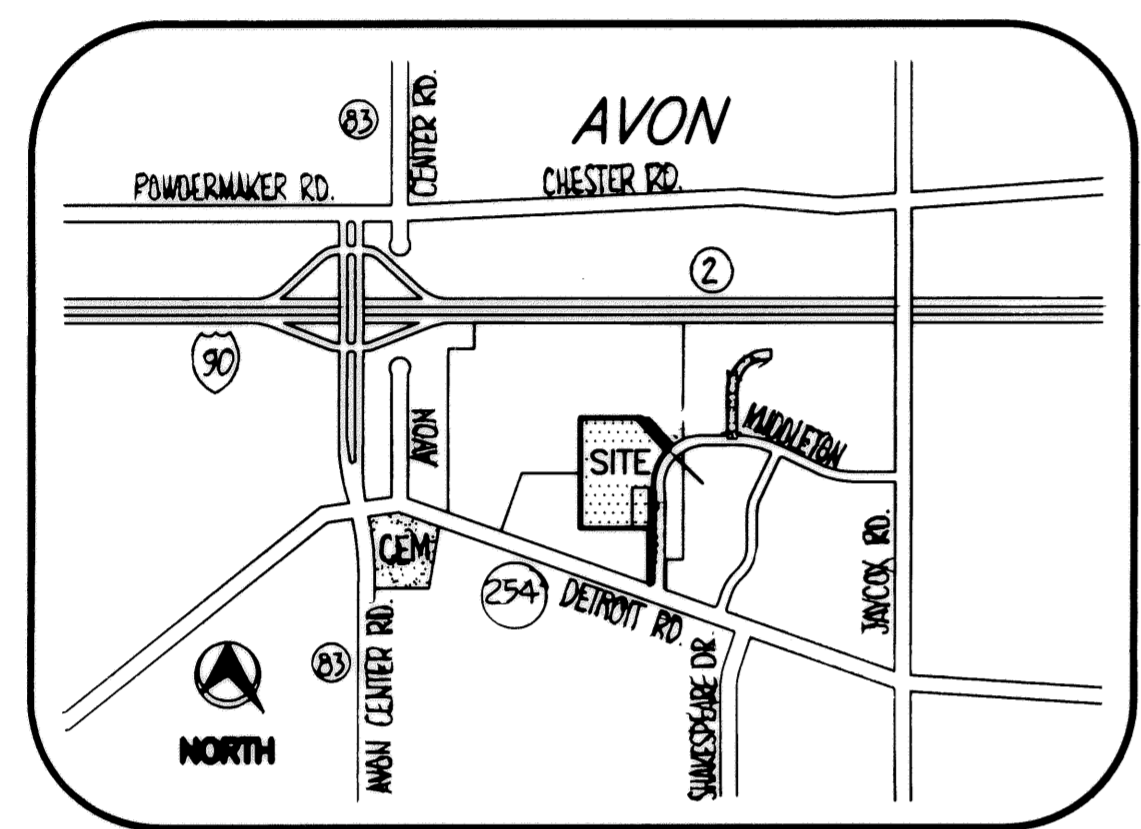 83
CENTER RD.
AVON
POWDERMAKER RD.
CHESTER RD.
2
90
AVON
MIDDLETON
SITE
CEM
254
DETROIT RD.
JAYCOX RD.
83
AVON CENTER RD.
SHAKESPEARE DR.
NORTH